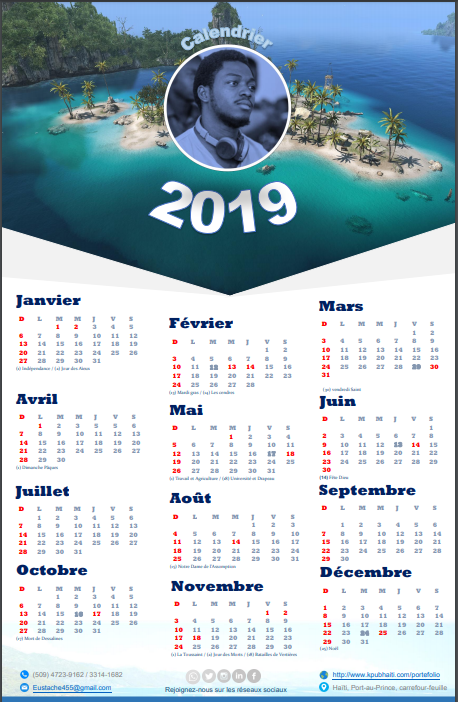 Calendrier
2019
Janvier
D L M M J V S
1 2 3 4 5
6 7 8 9 10 11 12
13 14 15 16 17 18 19
20 21 22 23 24 25 26
27 28 29 30 31
(1) Indépendance / (2) Jour des Aieux
Février
D L M M J V S
1 2
3 4 5 6 7 8 9
10 11 12 13 14 15 16
17 18 19 20 21 22 23
24 25 26 27 28
(13) Mardi gras / (14) Les cendres
Mars
D L M M J V S
1 2
3 4 5 6 7 8 9
10 11 12 13 14 15 16
17 18 19 20 21 22 23
24 25 26 27 28 29 30
31
(30) vendredi Saint
Avril
D L M M J V S
1 2 3 4 5 6
7 8 9 10 11 12 13
14 15 16 17 18 19 20
21 22 23 24 25 26 27
28 29 30
(1) Dimanche Pâques
Mai
D L M M J V S
1 2 3 4
5 6 7 8 9 10 11
12 13 14 15 16 17 18
19 20 21 22 23 24 25
26 27 28 29 30 31
(1) Travail et Agriculture / (18) Université et Drapeau
Juin
D L M M J V S
1
2 3 4 5 6 7 8
9 10 11 12 13 14 15
16 17 18 19 20 21 22
23 24 25 26 27 28 29
30
(14) Fête Dieu
Juillet
D L M M J V S
1 2 3 4 5 6
7 8 9 10 11 12 13
14 15 16 17 18 19 20
21 22 23 24 25 26 27
28 29 30 31
Août
D L M M J V S
1 2 3
4 5 6 7 8 9 10
11 12 13 14 15 16 17
18 19 20 21 22 23 24
25 26 27 28 29 30 31
(15) Notre Dame de l'Assomption
Septembre
D L M M J V S
1 2 3 4 5 6 7
8 9 10 11 12 13 14
15 16 17 18 19 20 21
22 23 24 25 26 27 28
29 30
Octobre
D L M M J V S
1 2 3 4 5
6 7 8 9 10 11 12
13 14 15 16 17 18 19
20 21 22 23 24 25 26
27 28 29 30 31
(17) Mort de Dessalines
Novembre
D L M M J V S
1 2
3 4 5 6 7 8 9
10 11 12 13 14 15 16
17 18 19 20 21 22 23
24 25 26 27 28 29 30
(1) La Toussaint / (2) Jour des Morts / (18) Batailles de Vertières
Décembre
D L M M J V S
1 2 3 4 5 6 7
8 9 10 11 12 13 14
15 16 17 18 19 20 21
22 23 24 25 26 27 28
29 30 31
(25) Noël
(509) 4723-9162 / 3314-1682
Eustache455@gmail.com
Rejoignez-nous sur les réseaux sociaux
http://www.kpubhaiti.com/portefolio
Haïti, Port-au-Prince, carrefour-feuille